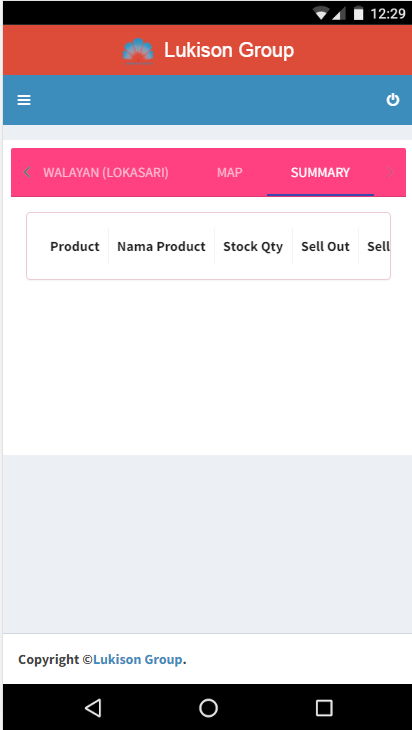 12:29
Lukison Group
WALAYAN (LOKASARI) MAP SUMMARY
Product Nama Product Stock Qty Sell Out Sell
Copyright ©Lukison Group.